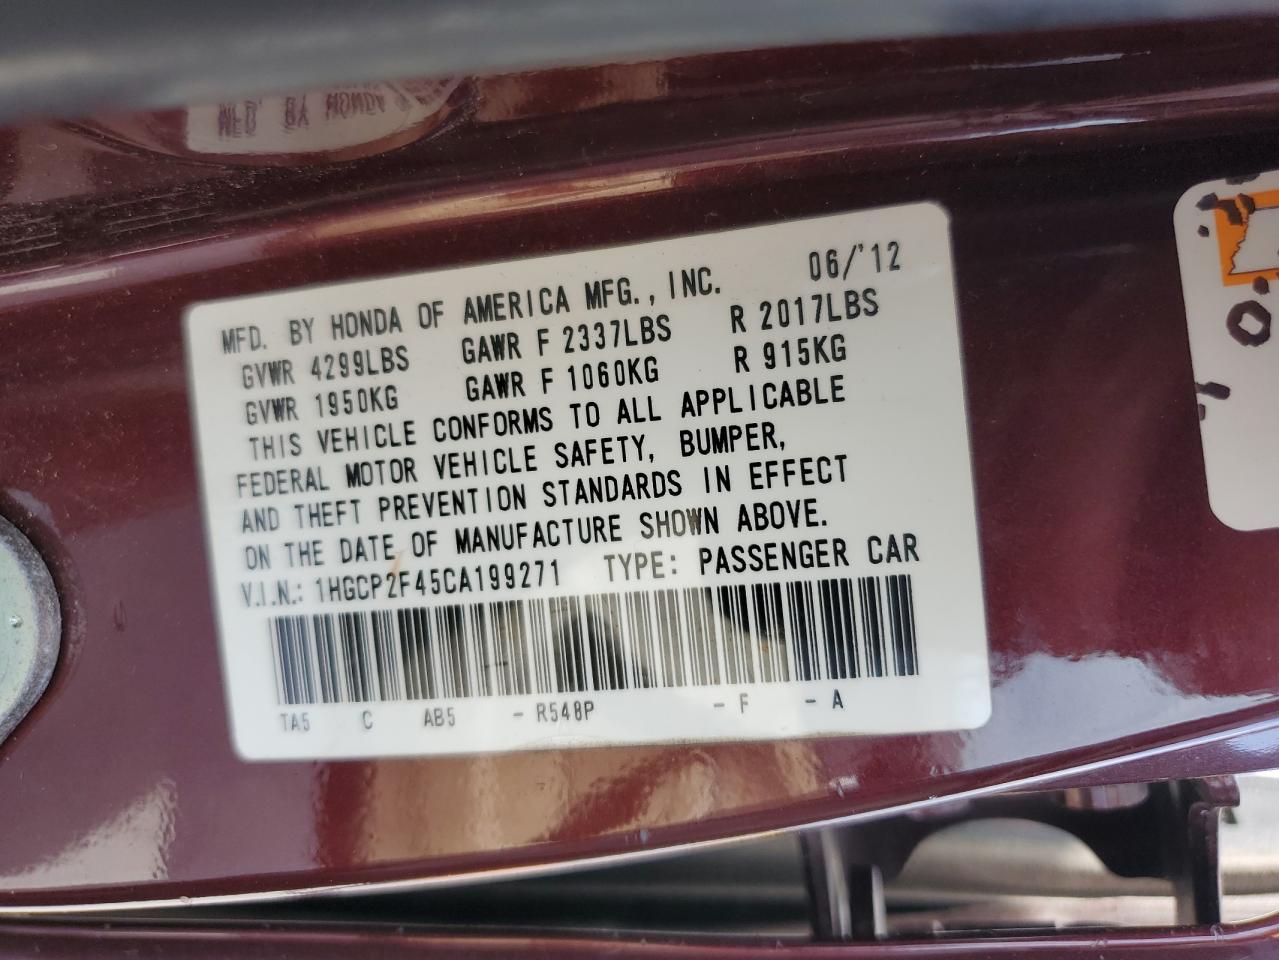 MFD. BY HONDA OF AMERICA MFG., INC. 06/'12
GVWR 4299LBS GAWR F 2337LBS R 2017LBS
GVWR 1950KG GAWR F 1060KG R 915KG
THIS VEHICLE CONFORMS TO ALL APPLICABLE
FEDERAL MOTOR VEHICLE SAFETY, BUMPER,
AND THEFT PREVENTION STANDARDS IN EFFECT
ON THE DATE OF MANUFACTURE SHOWN ABOVE.
V.I.N.: 1HGCP2F45CA199271 TYPE: PASSENGER CAR
TA5 C AB5 - R548P - F - A